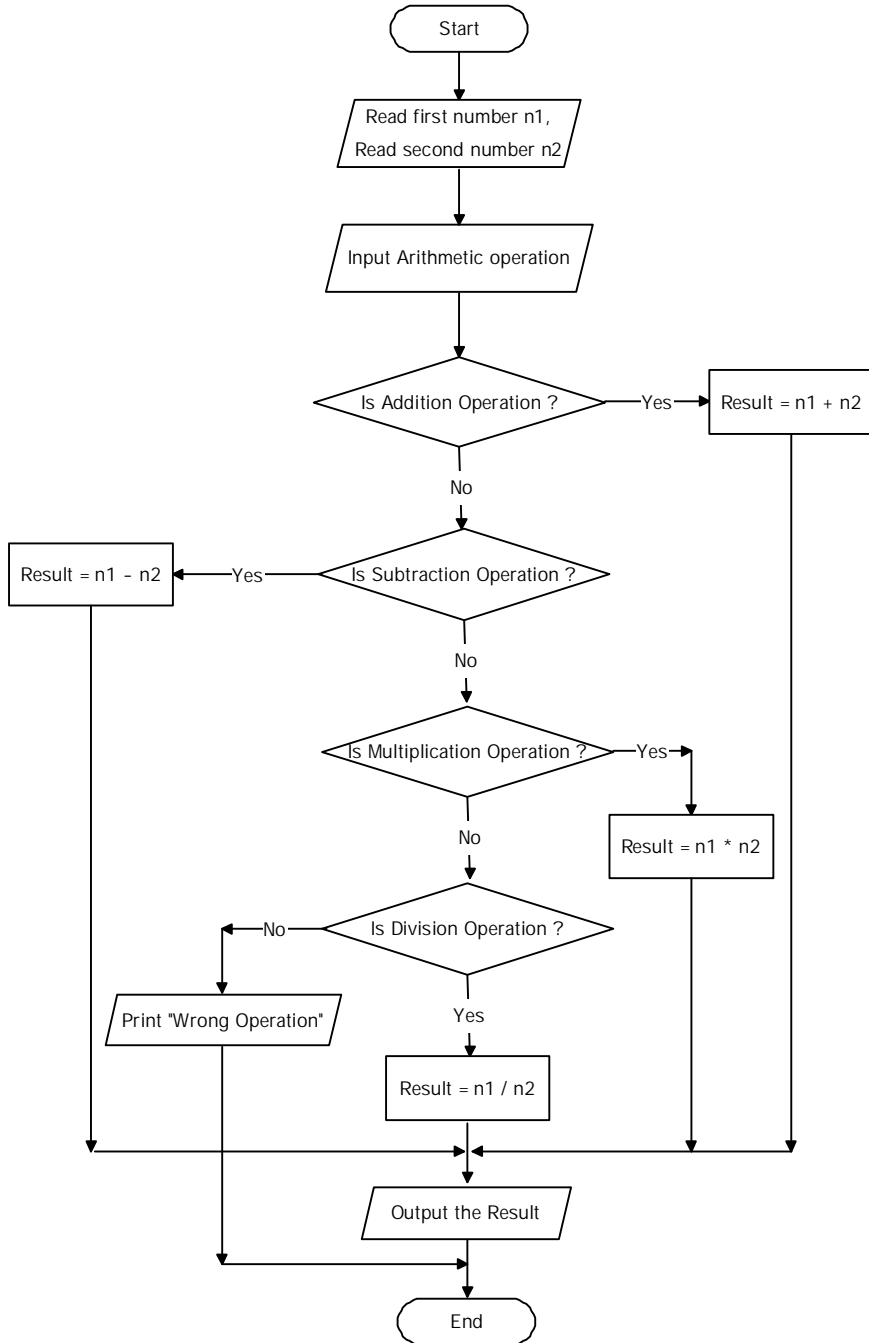 Start
Read first number n1,
Read second number n2
Input Arithmetic operation
Is Addition Operation ?
Yes
Result = n1 + n2
No
Result = n1 - n2
Yes
Is Subtraction Operation ?
No
Is Multiplication Operation ?
Yes
No
Result = n1 * n2
Is Division Operation ?
No
Print "Wrong Operation"
Yes
Result = n1 / n2
Output the Result
End